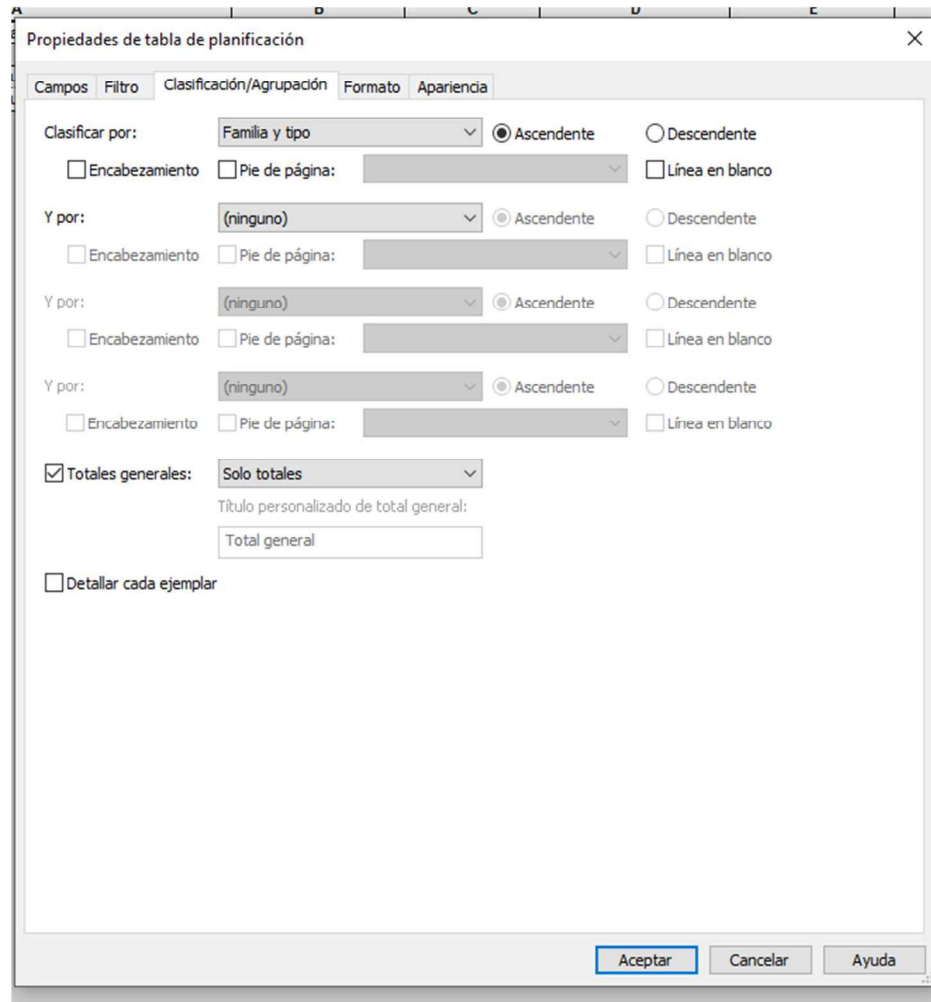 A B C D E
Propiedades de tabla de planificación
Campos Filtro Clasificación/Agrupación Formato Apariencia
Clasificar por: Familia y tipo Ascendente Descendente
Encabezamiento Pie de página: Línea en blanco
Y por: (ninguno) Ascendente Descendente
Encabezamiento Pie de página: Línea en blanco
Y por: (ninguno) Ascendente Descendente
Encabezamiento Pie de página: Línea en blanco
Y por: (ninguno) Ascendente Descendente
Encabezamiento Pie de página: Línea en blanco
Totales generales: Solo totales
Título personalizado de total general:
Total general
Detallar cada ejemplar
Aceptar Cancelar Ayuda